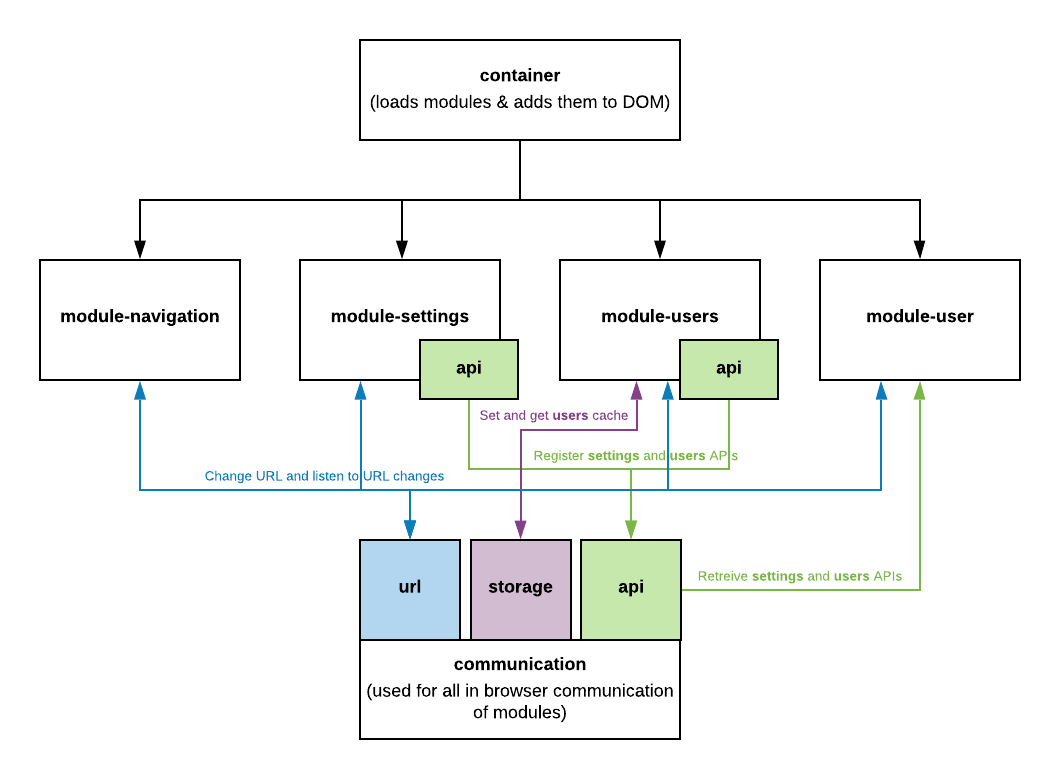 container
(loads modules & adds them to DOM)
module-navigation
module-settings
module-users
module-user
api
api
Set and get users cache
Register settings and users APIs
Change URL and listen to URL changes
url
storage
api
Retreive settings and users APIs
communication
(used for all in browser communication
of modules)